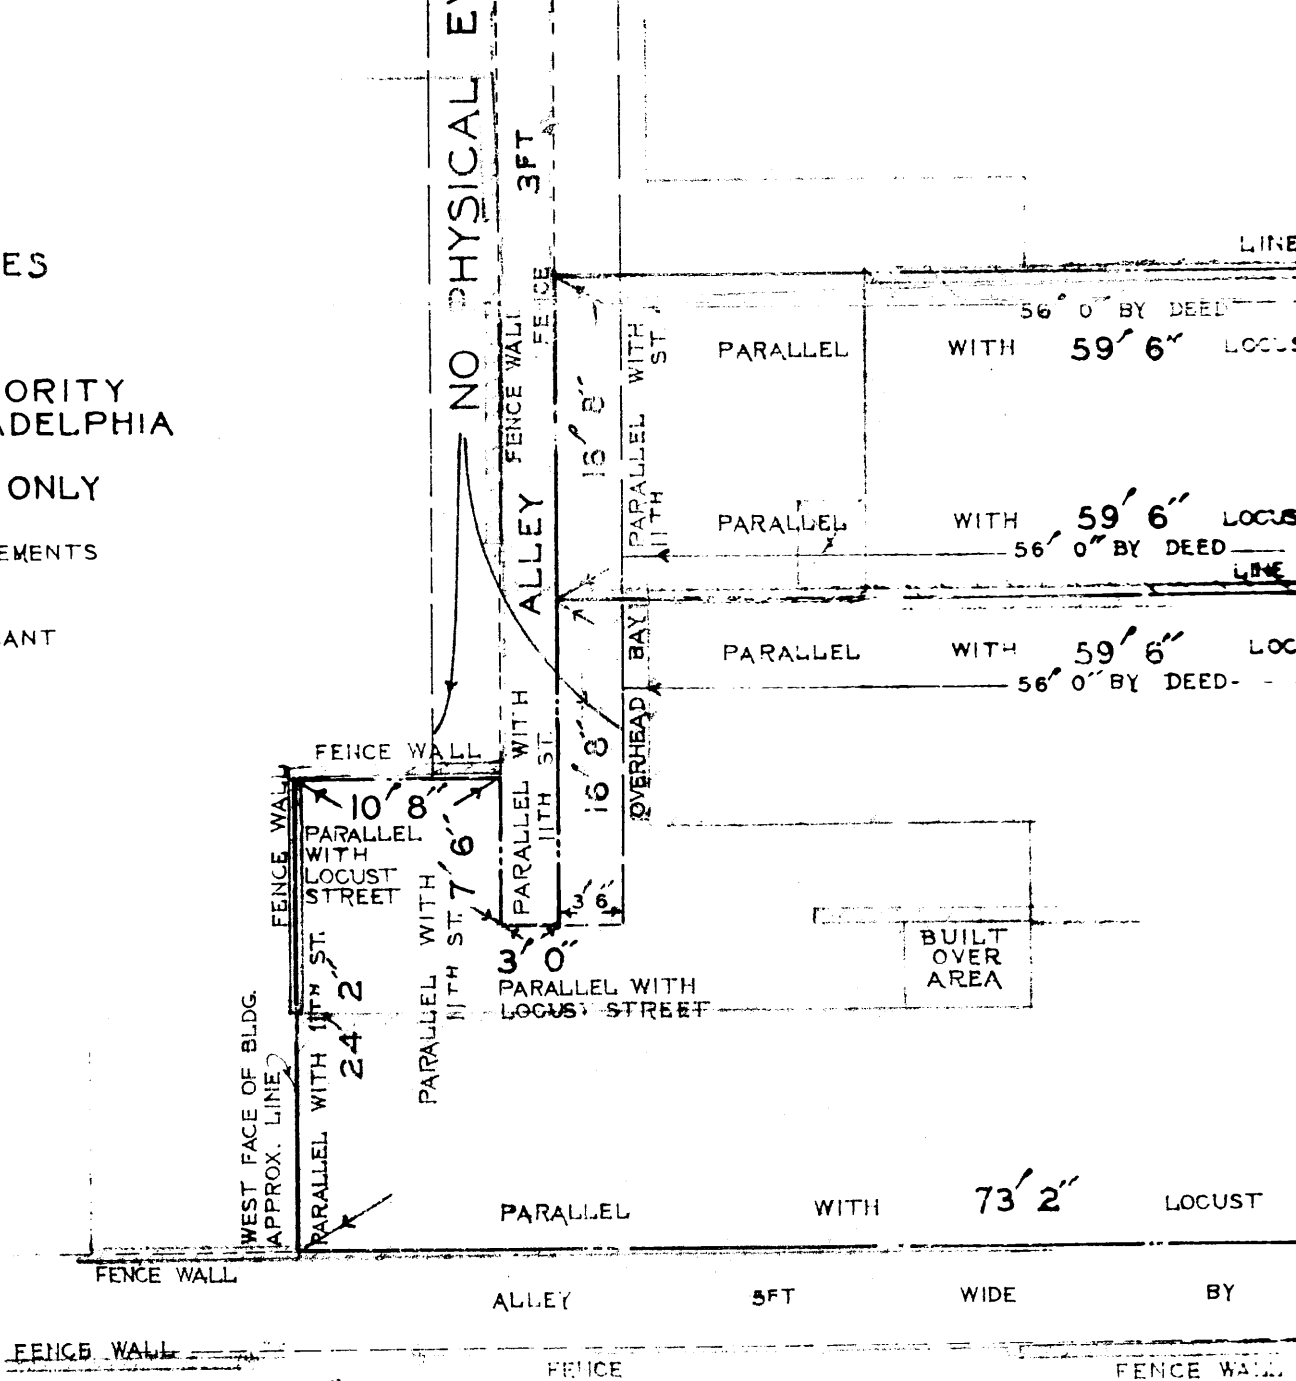 ES
ORITY
ADELPHIA
ONLY
EMENTS
ANT
NO PHYSICAL
3FT
ALLEY
FENCE WALL
FENCE
16' 8"
PARALLEL WITH
11TH ST.
LINE
56' 0" BY DEED
PARALLEL WITH 59' 6" LOCUS
PARALLEL WITH 59' 6" LOCUS
56' 0" BY DEED
LINE
PARALLEL WITH 59' 6" LOC
56' 0" BY DEED
OVERHEAD BAY
16' 8"
PARALLEL WITH
11TH ST.
FENCE WALL
10' 8"
PARALLEL
WITH
LOCUST
STREET
FENCE WALL
7' 6"
PARALLEL WITH
11TH ST.
3' 6"
3' 0"
PARALLEL WITH
LOCUST STREET
BUILT
OVER
AREA
24' 2"
PARALLEL WITH 11TH ST.
WEST FACE OF BLDG.
APPROX. LINE
PARALLEL WITH 73' 2" LOCUST
FENCE WALL
ALLEY 5FT WIDE BY
FENCE WALL
FENCE
FENCE WALL